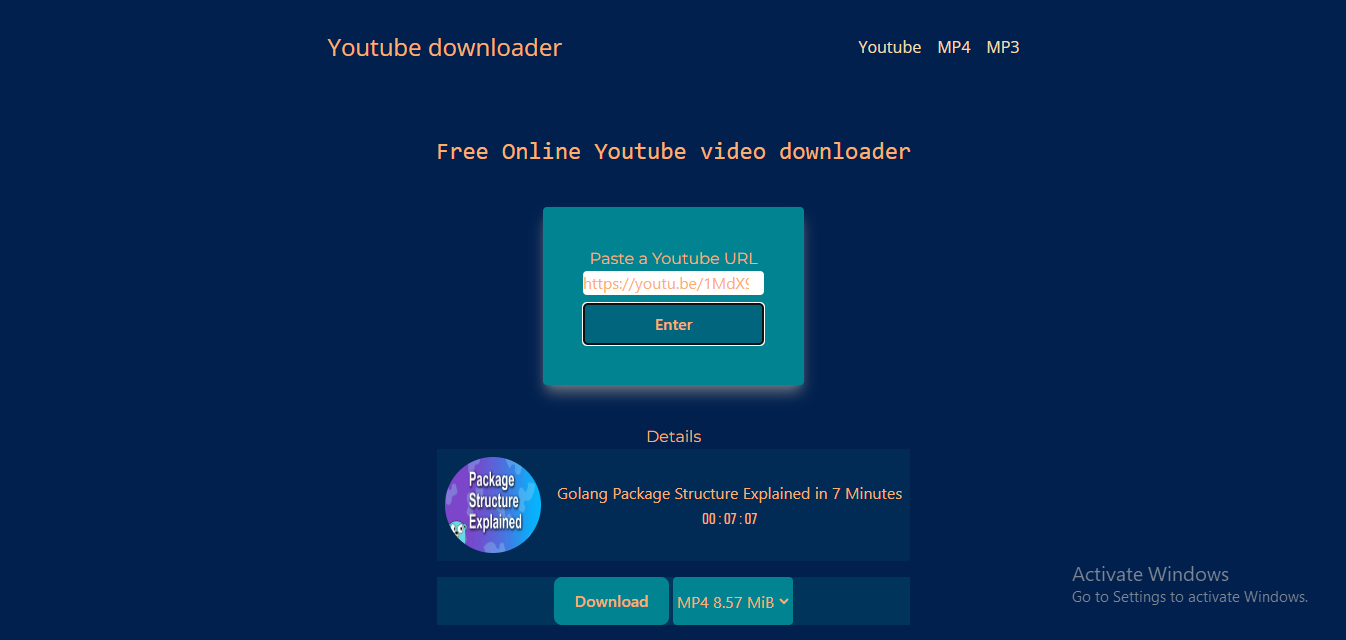 Youtube downloader
Youtube MP4 MP3
Free Online Youtube video downloader
Paste a Youtube URL
https://youtu.be/1MdX9
Enter
Details
Package
Structure
Explained
Golang Package Structure Explained in 7 Minutes
00 : 07 : 07
Download
MP4 8.57 MiB
Activate Windows
Go to Settings to activate Windows.